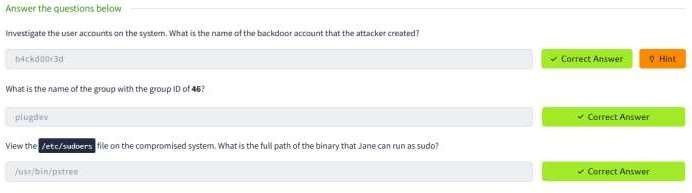 Answer the questions below
Investigate the user accounts on the system. What is the name of the backdoor account that the attacker created?
b4ckd00r3d
✓ Correct Answer
Hint
What is the name of the group with the group ID of 46?
plugdev
✓ Correct Answer
View the /etc/sudoers file on the compromised system. What is the full path of the binary that Jane can run as sudo?
/usr/bin/pstree
✓ Correct Answer